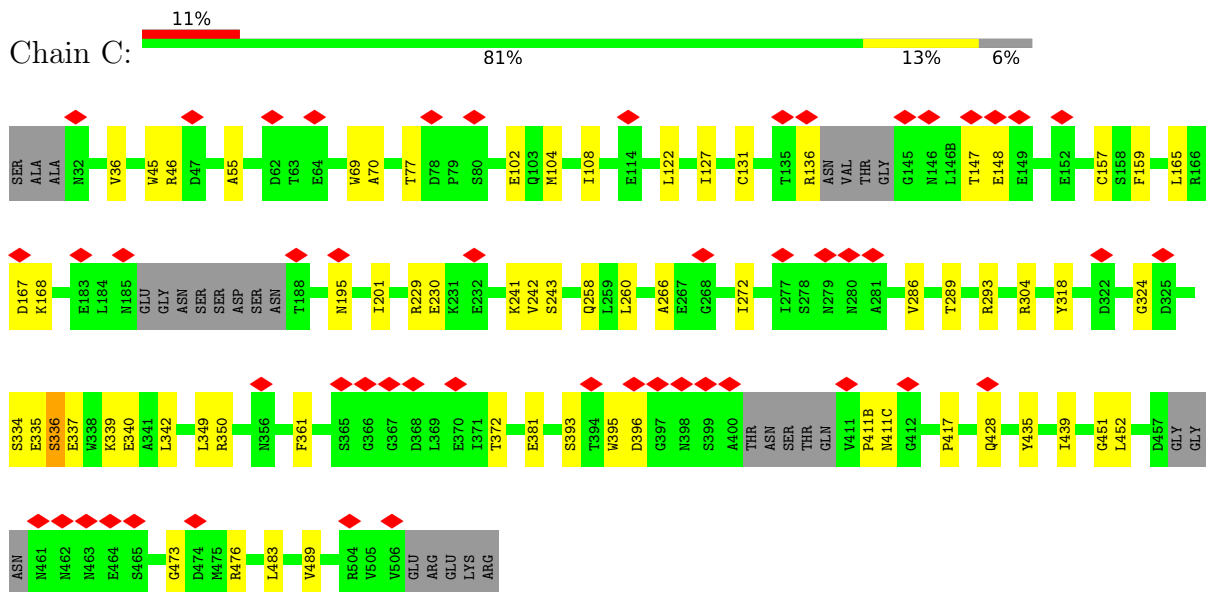 11%
Chain C:
81% 13% 6%
SER ALA ALA N32 V36 W45 R46 D47 A55 D62 T63 E64 W69 A70 T77 D78 P79 S80 E102 Q103 M104 I108 E114 L122 I127 C131 T135 R136 ASN VAL THR GLY G145 N146 L146B T147 E148 E149 E152 C157 S158 F159 L165 R166
D167 K168 E183 L184 N185 GLU GLY ASN SER SER ASP SER ASN T188 N195 I201 R229 E230 K231 E232 K241 V242 S243 Q258 L259 L260 A266 E267 G268 I272 I277 S278 N279 N280 A281 V286 T289 R293 R304 Y318 D322 G324 D325
S334 E335 S336 E337 W338 K339 E340 A341 L342 L349 R350 N356 F361 S365 G366 G367 D368 L369 E370 I371 T372 E381 S393 T394 W395 D396 G397 N398 S399 A400 THR ASN SER THR GLN V411 P411B N411C G412 P417 Q428 Y435 I439 G451 L452 D457 GLY GLY
ASN N461 N462 N463 E464 S465 G473 D474 M475 R476 L483 V489 R504 V505 V506 GLU ARG GLU LYS ARG